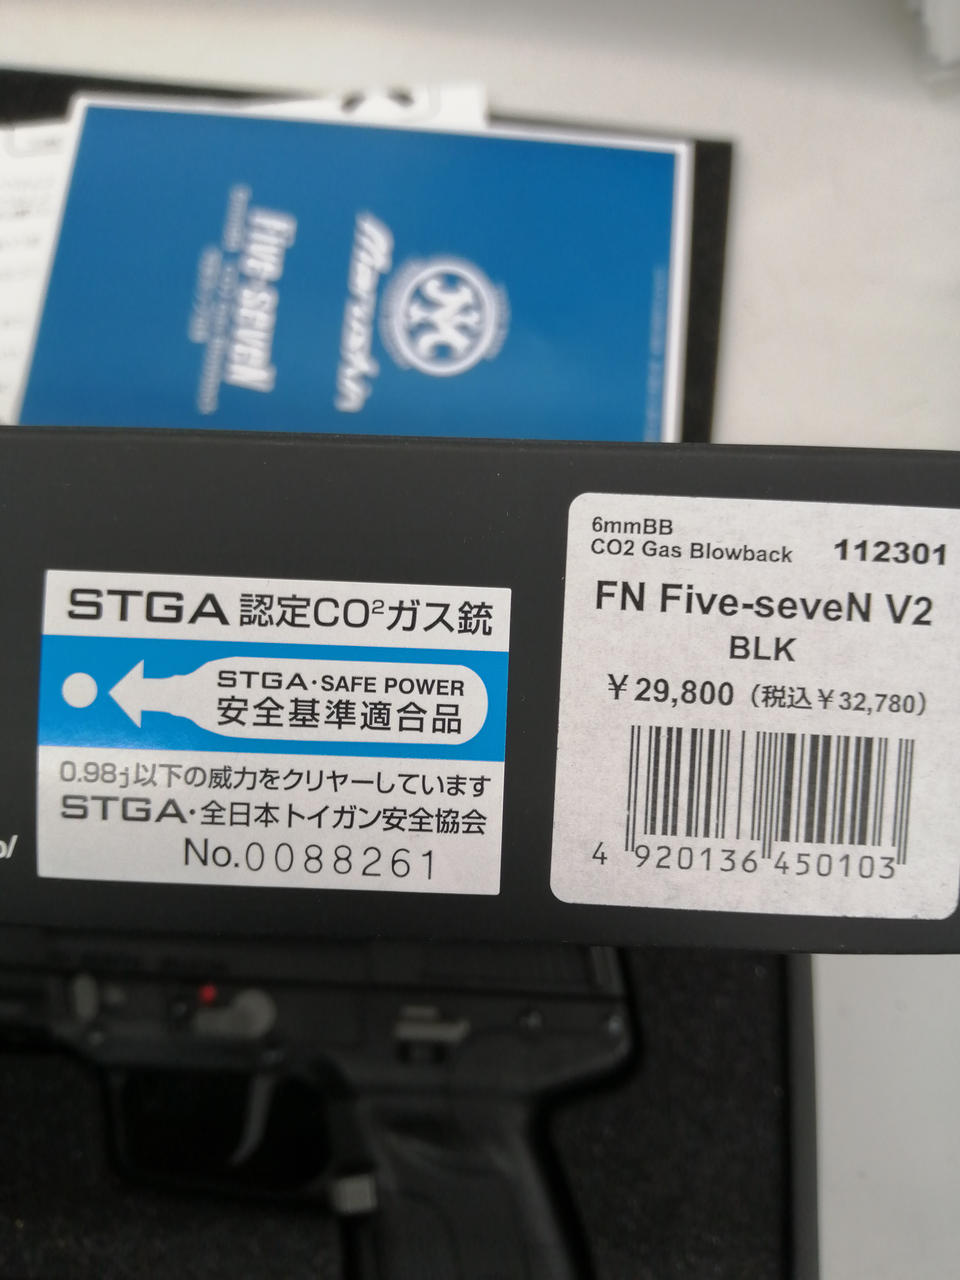 Five-seveN
Marushin
STGA 認定CO²ガス銃
STGA・SAFE POWER
安全基準適合品
0.98j以下の威力をクリヤーしています
STGA・全日本トイガン安全協会
No.0088261
6mmBB
CO2 Gas Blowback 112301
FN Five-seveN V2
BLK
￥29,800（税込￥32,780）
4 920136 450103